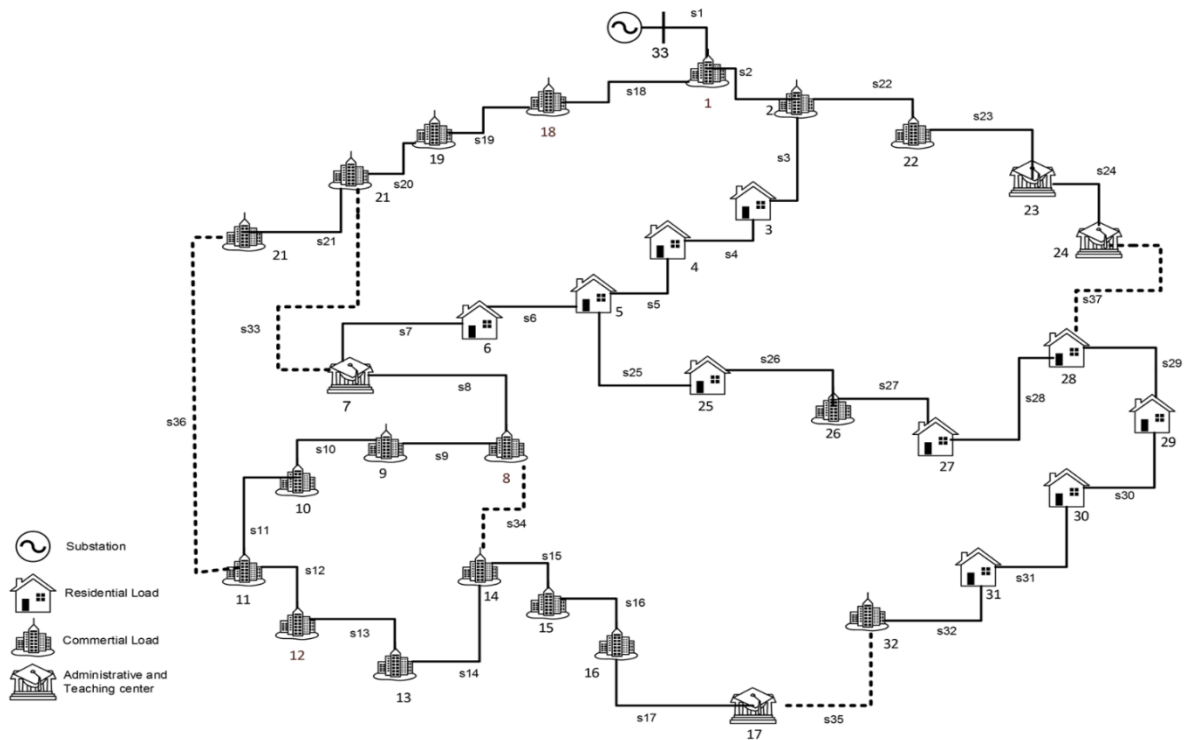 s1
33
s2
s22
s18
1
2
18
s23
s19
19
22
s3
s20
s24
21
23
3
s21
4
s4
24
21
s37
s5
5
s6
s33
s7
6
s26
28
s29
s8
s25
7
25
s27
s28
s36
26
29
s10
27
9
s9
8
s30
10
30
s34
s11
Substation
s15
s12
s31
Residential Load
11
14
31
s16
15
s13
Commertial Load
32
s32
12
16
s14
Administrative and
Teaching center
13
s17
s35
17